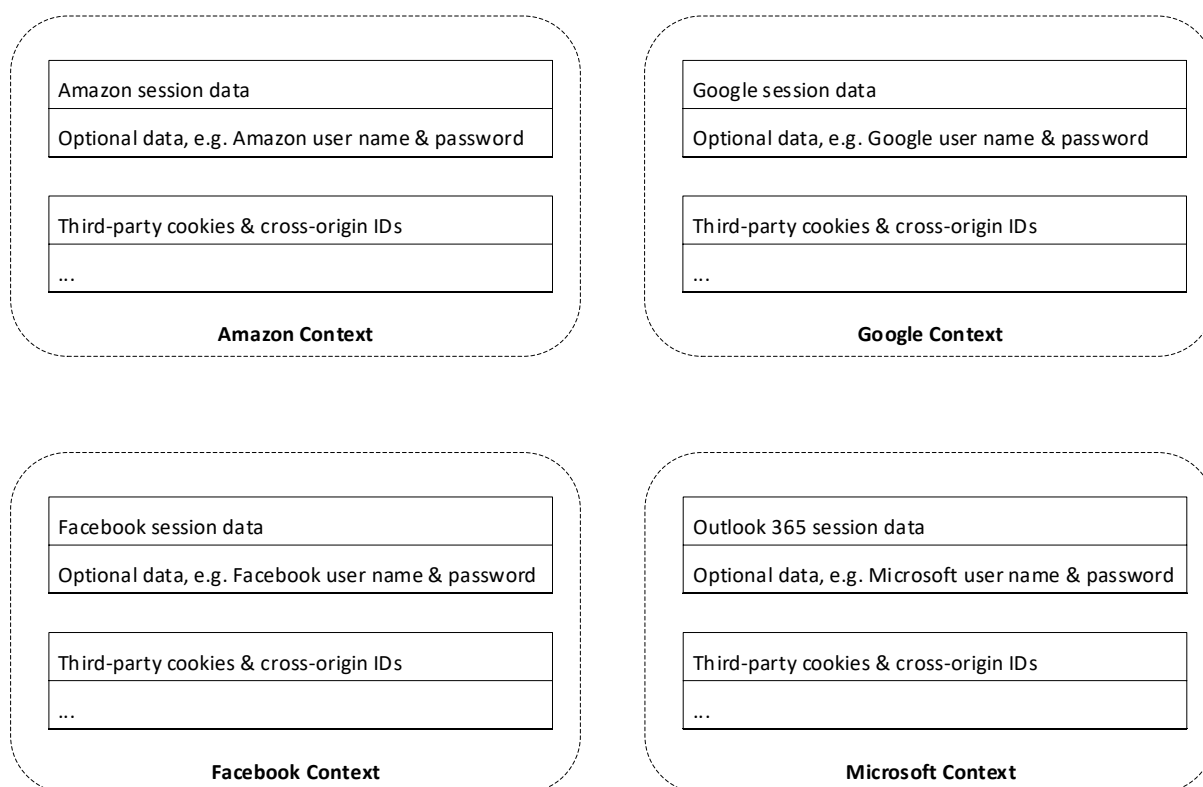 Amazon session data
Optional data, e.g. Amazon user name & password
Third-party cookies & cross-origin IDs
...
Amazon Context
Google session data
Optional data, e.g. Google user name & password
Third-party cookies & cross-origin IDs
...
Google Context
Facebook session data
Optional data, e.g. Facebook user name & password
Third-party cookies & cross-origin IDs
...
Facebook Context
Outlook 365 session data
Optional data, e.g. Microsoft user name & password
Third-party cookies & cross-origin IDs
...
Microsoft Context